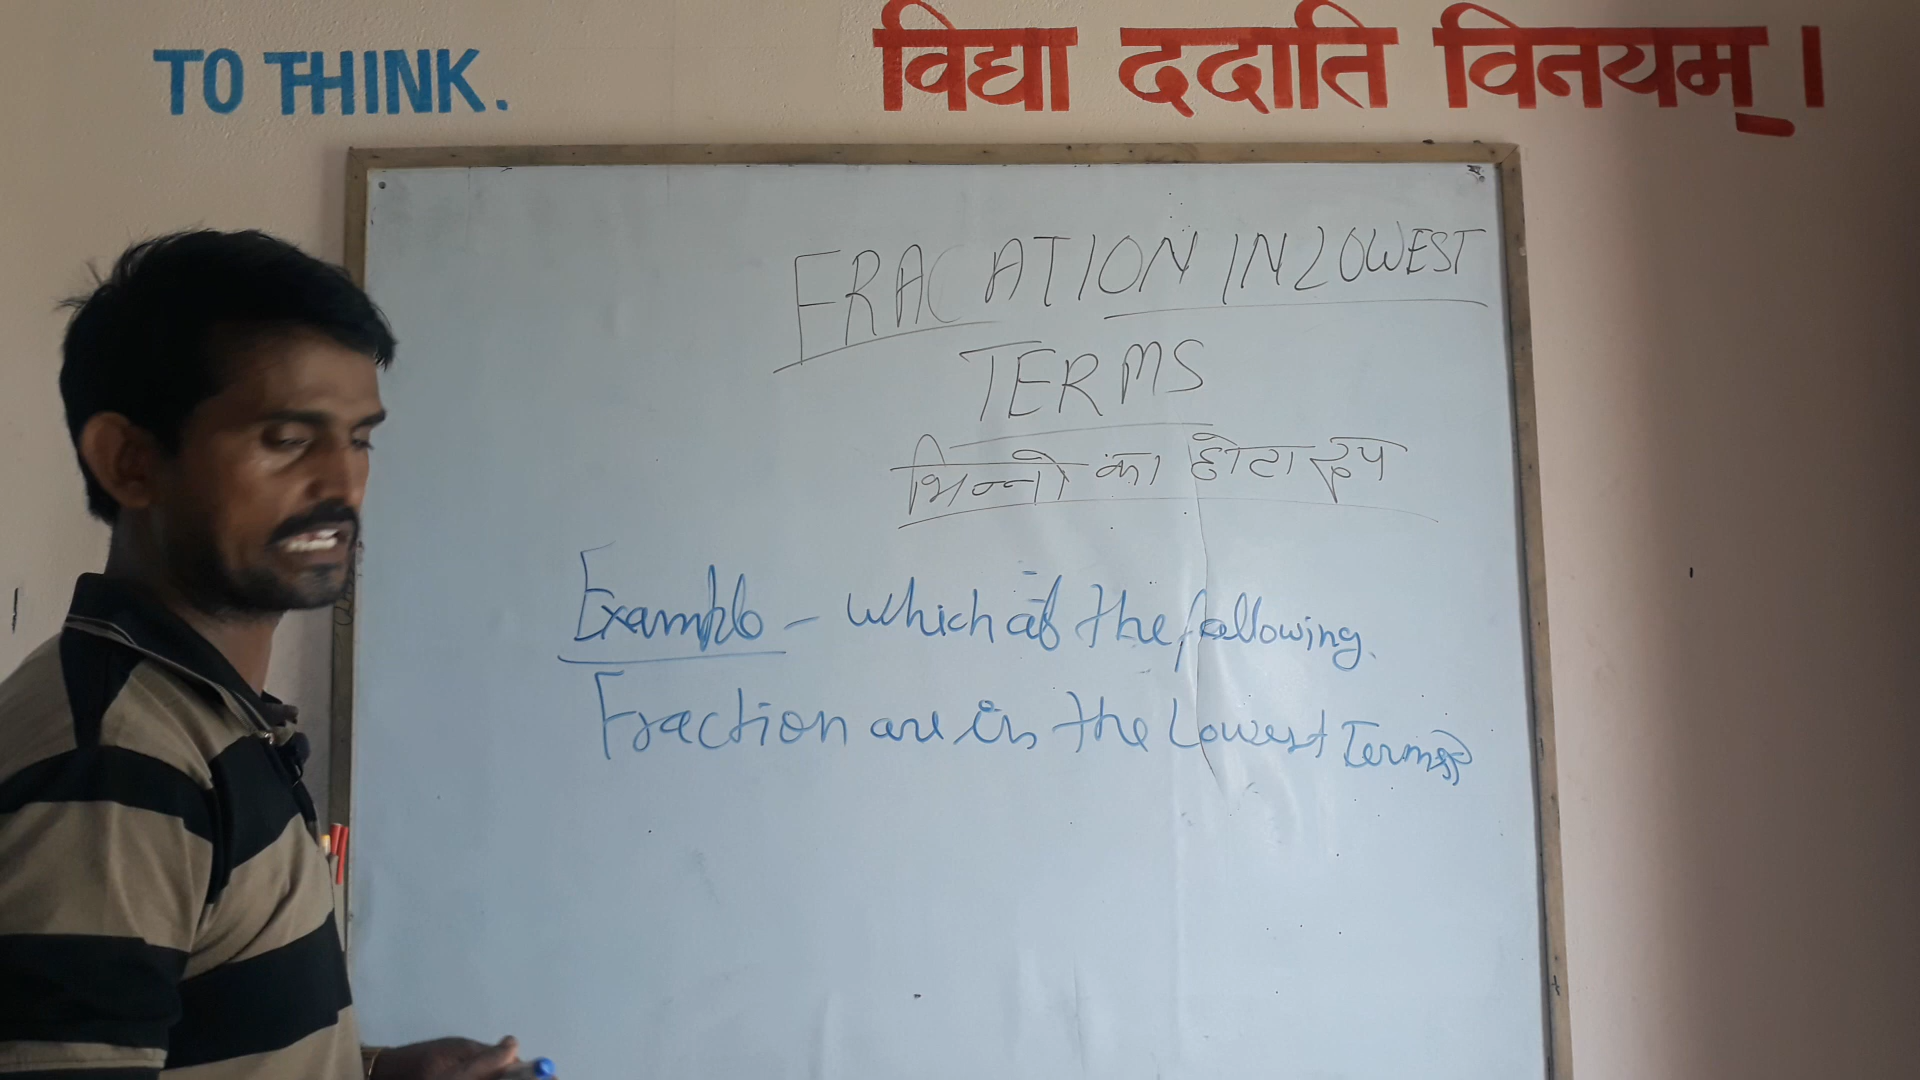 TO THINK.
विद्या ददाति विनयम् ।
FRACATION IN LOWEST
TERMS
भिन्नो का छोटा रूप
Example - which of the following.
Fraction are in the Lowest Terms?